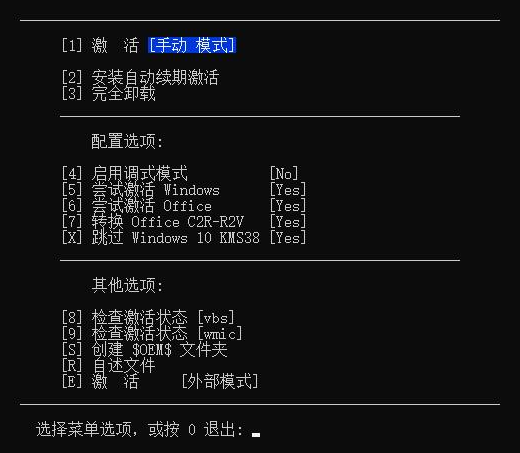 [1] 激 活 [手动 模式]
[2] 安装自动续期激活
[3] 完全卸载
配置选项:
[4] 启用调式模式 [No]
[5] 尝试激活 Windows [Yes]
[6] 尝试激活 Office [Yes]
[7] 转换 Office C2R-R2V [Yes]
[X] 跳过 Windows 10 KMS38 [Yes]
其他选项:
[8] 检查激活状态 [vbs]
[9] 检查激活状态 [wmic]
[S] 创建 $OEM$ 文件夹
[R] 自述文件
[E] 激 活 [外部模式]
选择菜单选项, 或按 0 退出: